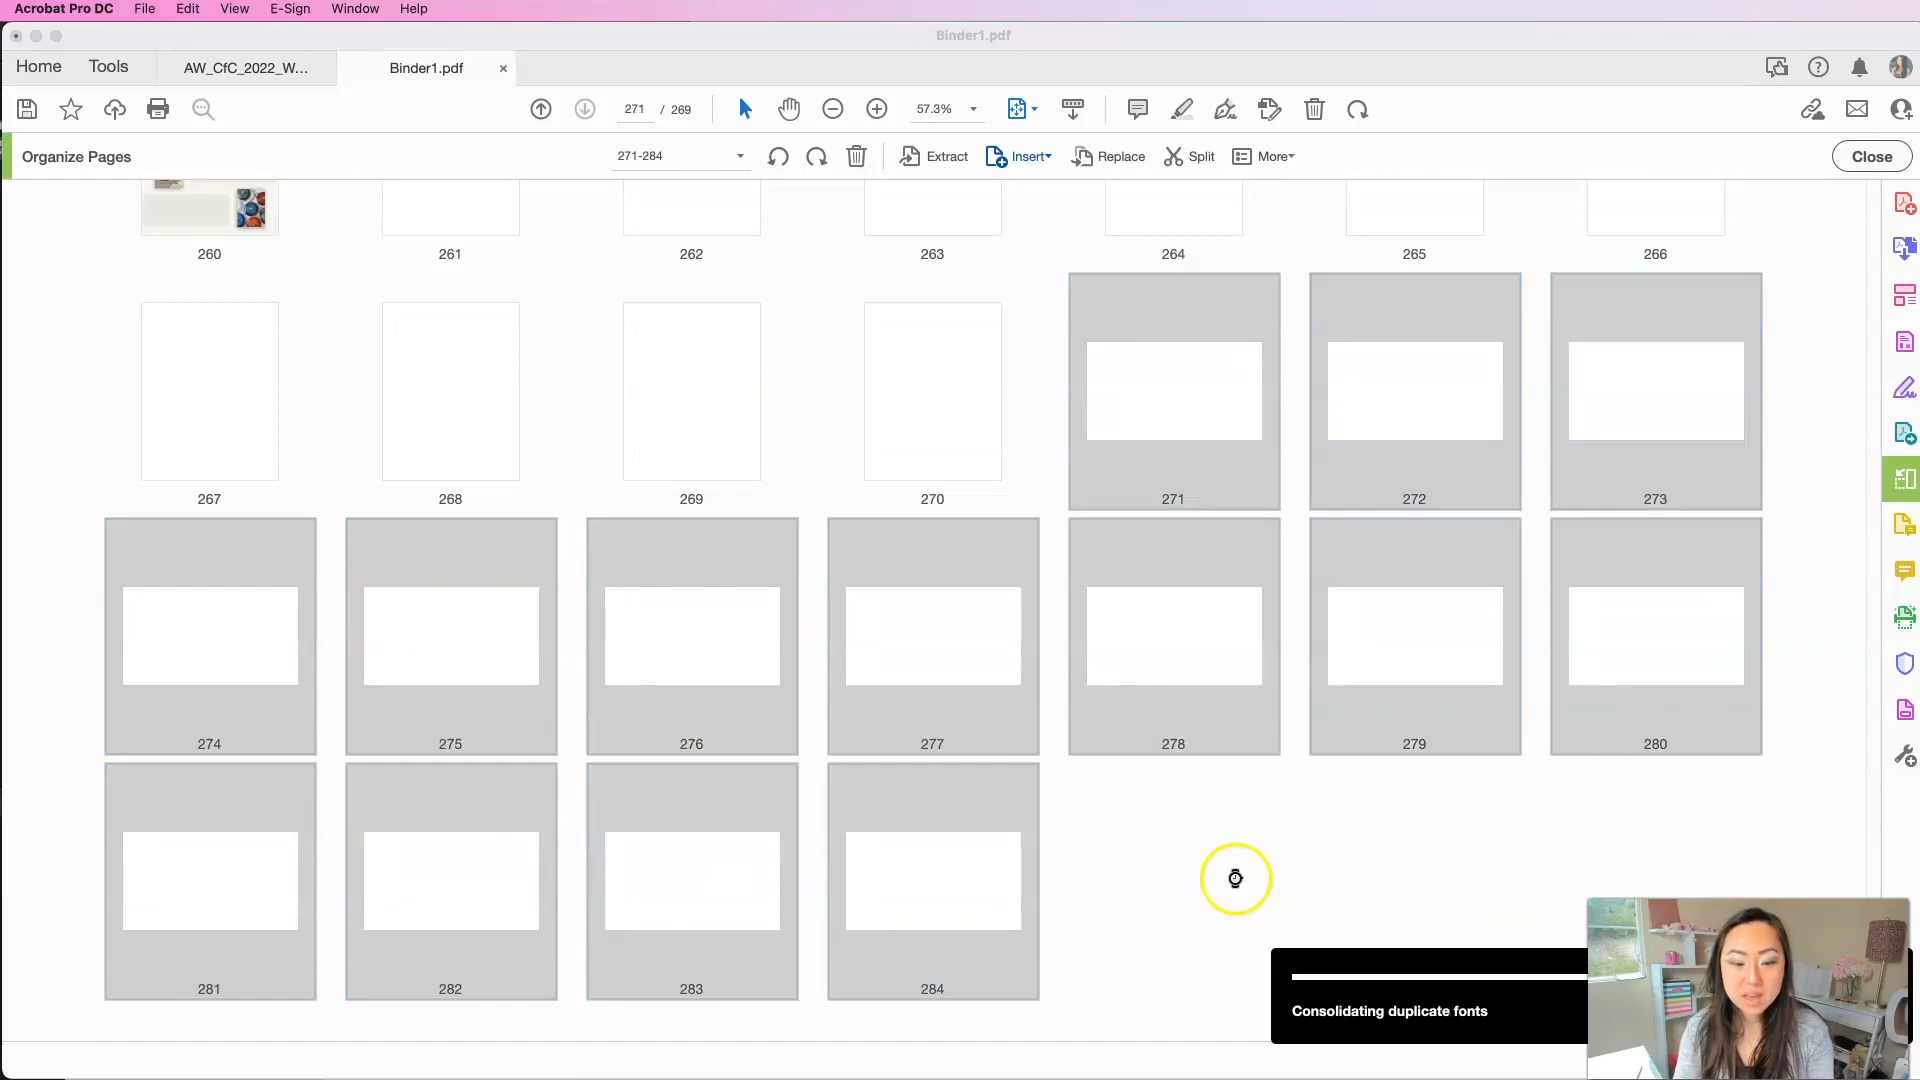 Acrobat Pro DC File Edit View E-Sign Window Help
Binder1.pdf
Home Tools AW_CfC_2022_W... Binder1.pdf ×
271 / 269 57.3%
Organize Pages 271-284 Extract Insert Replace Split More Close
260 261 262 263 264 265 266
267 268 269 270 271 272 273
274 275 276 277 278 279 280
281 282 283 284
Consolidating duplicate fonts